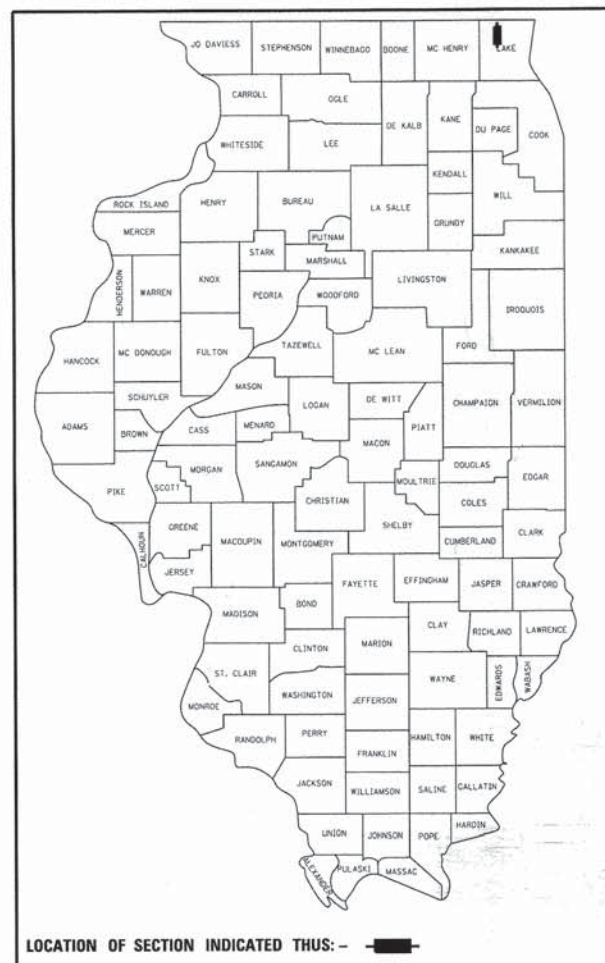 JO DAVIESS
STEPHENSON
WINNEBAGO
BOONE
MC HENRY
LAKE
CARROLL
OGLE
DE KALB
KANE
DU PAGE
COOK
WHITESIDE
LEE
KENDALL
WILL
ROCK ISLAND
HENRY
BUREAU
LA SALLE
GRUNDY
MERCER
PUTNAM
KANKAKEE
STARK
MARSHALL
HENDERSON
WARREN
KNOX
PEORIA
WOODFORD
LIVINGSTON
IROQUOIS
HANCOCK
MC DONOUGH
FULTON
TAZEWELL
MC LEAN
FORD
SCHUYLER
MASON
LOGAN
DE WITT
CHAMPAIGN
VERMILION
ADAMS
BROWN
CASS
MENARD
MACON
PIATT
MORGAN
SANGAMON
DOUGLAS
EDGAR
PIKE
SCOTT
CHRISTIAN
MOULTRIE
COLES
CALHOUN
GREENE
MACOUPIN
MONTGOMERY
SHELBY
CUMBERLAND
CLARK
JERSEY
FAYETTE
EFFINGHAM
JASPER
CRAWFORD
MADISON
BOND
CLAY
RICHLAND
LAWRENCE
CLINTON
MARION
ST. CLAIR
WAYNE
EDWARDS
WABASH
WASHINGTON
JEFFERSON
MONROE
RANDOLPH
PERRY
HAMILTON
WHITE
FRANKLIN
JACKSON
WILLIAMSON
SALINE
GALLATIN
UNION
JOHNSON
POPE
HARDIN
ALEXANDER
PULASKI
MASSAC
LOCATION OF SECTION INDICATED THUS: –